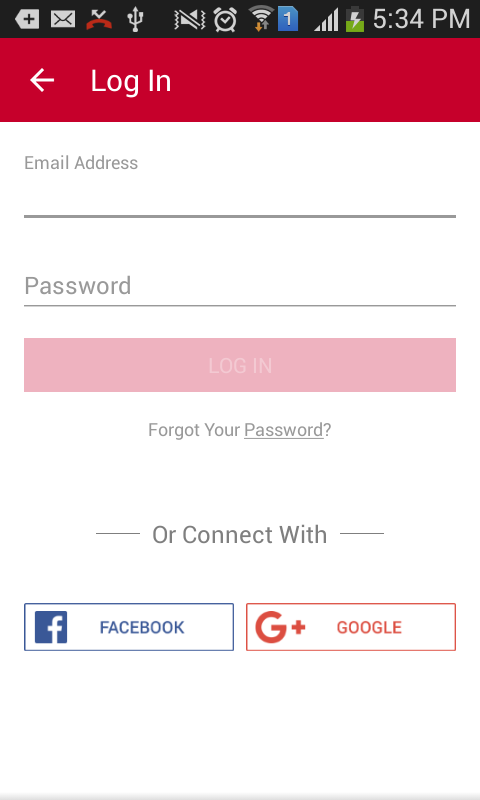 1 5:34 PM
Log In
Email Address
Password
LOG IN
Forgot Your Password?
Or Connect With
FACEBOOK
GOOGLE